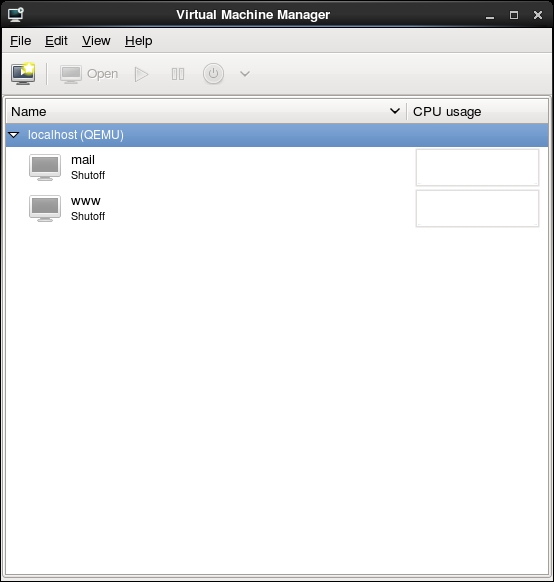 Virtual Machine Manager
File Edit View Help
Open
Name CPU usage
localhost (QEMU)
mail
Shutoff
www
Shutoff